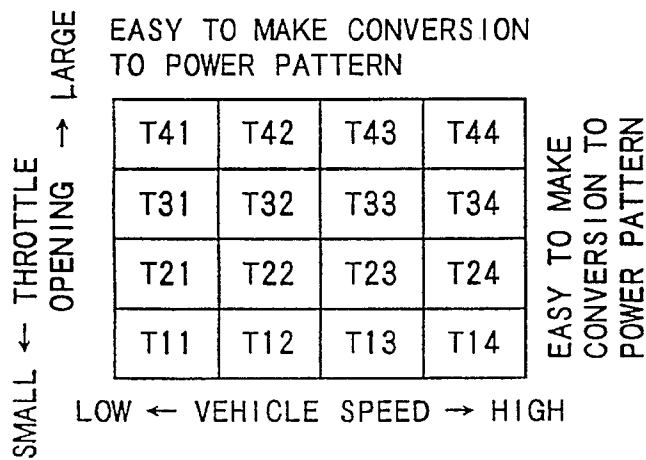 EASY TO MAKE CONVERSION
TO POWER PATTERN
SMALL ← THROTTLE → LARGE
OPENING
T41 T42 T43 T44
T31 T32 T33 T34
T21 T22 T23 T24
T11 T12 T13 T14
EASY TO MAKE
CONVERSION TO
POWER PATTERN
LOW ← VEHICLE SPEED → HIGH